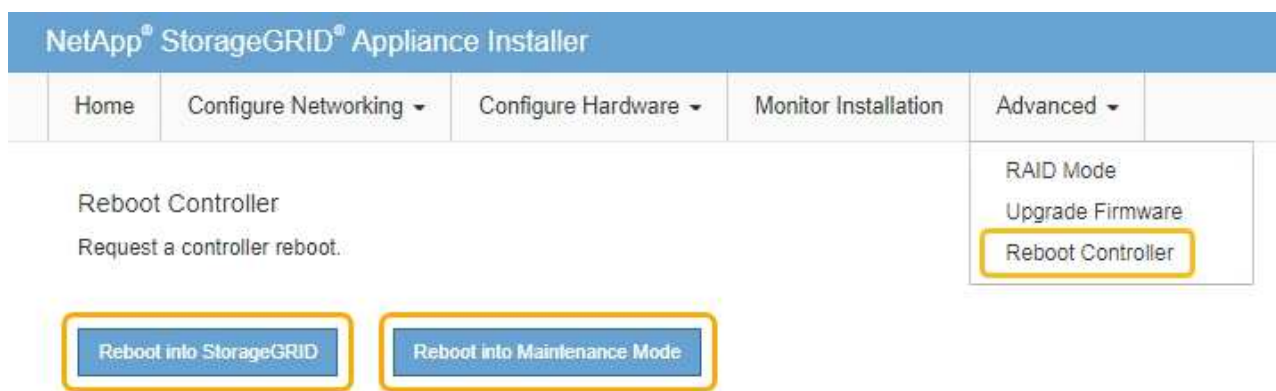 NetApp® StorageGRID® Appliance Installer
Home Configure Networking Configure Hardware Monitor Installation Advanced
RAID Mode
Upgrade Firmware
Reboot Controller
Reboot Controller
Request a controller reboot.
Reboot into StorageGRID Reboot into Maintenance Mode